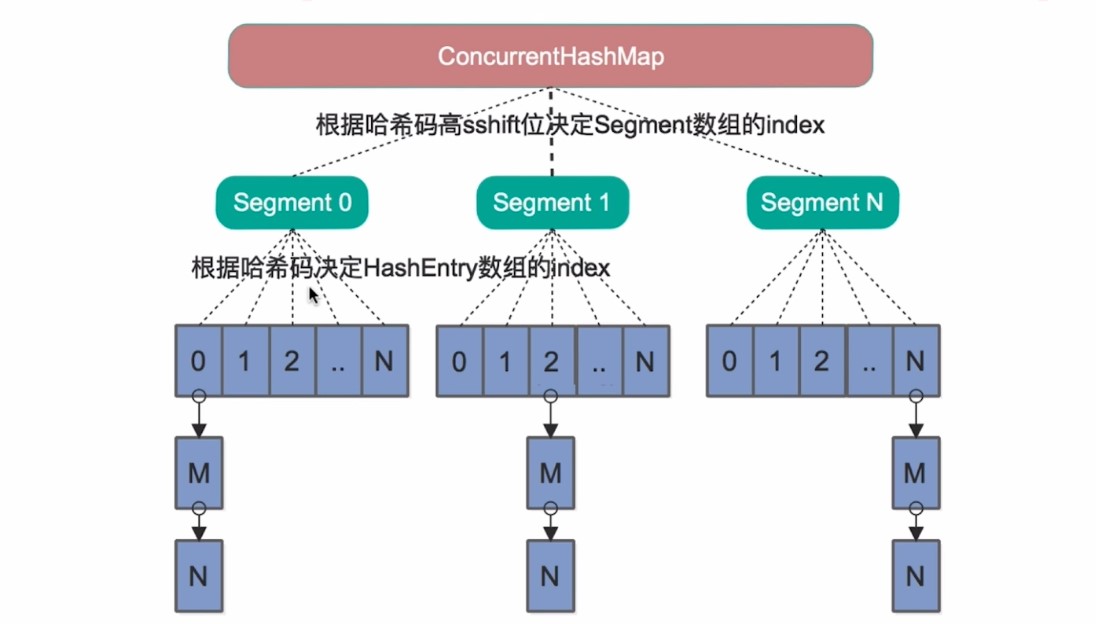 ConcurrentHashMap
根据哈希码高sshift位决定Segment数组的index
Segment 0 Segment 1 Segment N
根据哈希码决定HashEntry数组的index
0 1 2 .. N 0 1 2 .. N 0 1 2 .. N
M M M
N N N